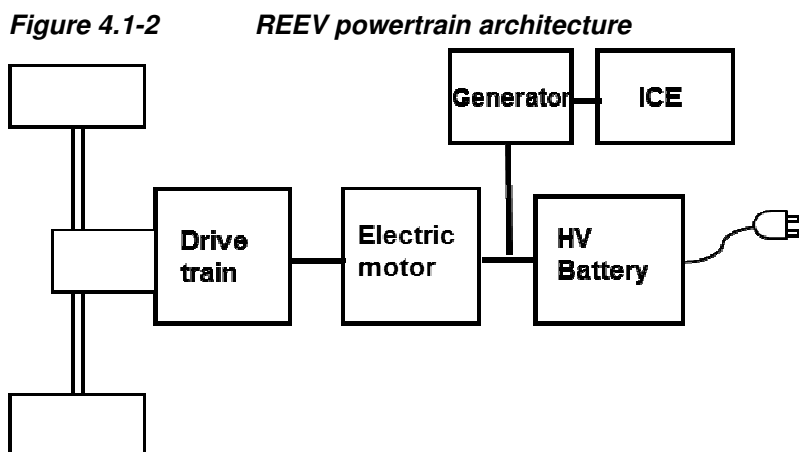 Figure 4.1-2 REEV powertrain architecture
Generator
ICE
Drive
train
Electric
motor
HV
Battery